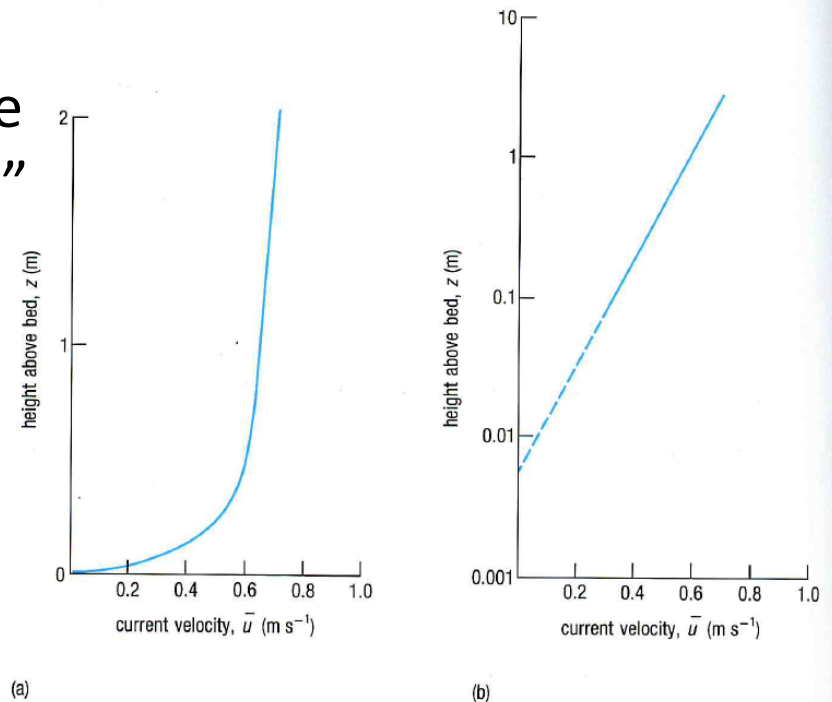 e
”
2
1
0
height above bed, z (m)
0.2 0.4 0.6 0.8 1.0
current velocity, u̅ (m s⁻¹)
(a)
10
1
0.1
0.01
0.001
height above bed, z (m)
0.2 0.4 0.6 0.8 1.0
current velocity, u̅ (m s⁻¹)
(b)